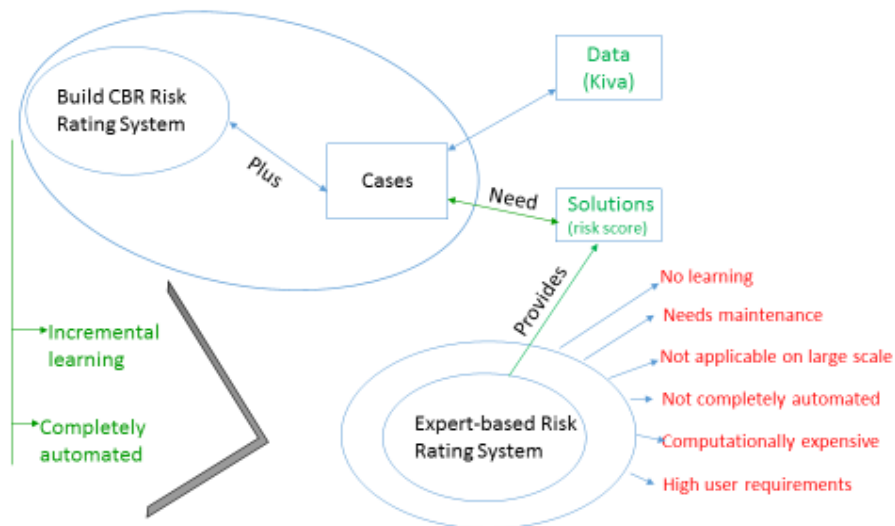 Build CBR Risk
Rating System
Plus
Cases
Data
(Kiva)
Need
Solutions
(risk score)
Provides
Incremental
learning
Completely
automated
Expert-based Risk
Rating System
No learning
Needs maintenance
Not applicable on large scale
Not completely automated
Computationally expensive
High user requirements